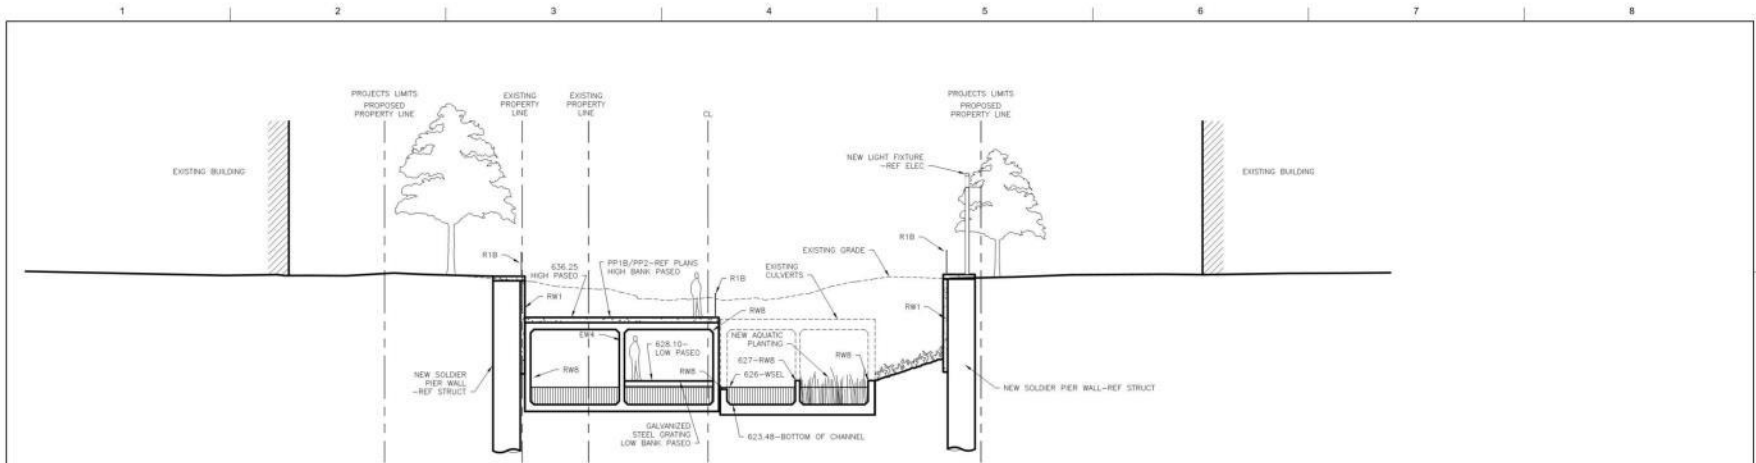 1 2 3 4 5 6 7 8
PROJECTS LIMITS
PROPOSED
PROPERTY LINE
EXISTING
PROPERTY
LINE
EXISTING
PROPERTY
LINE
CL
PROJECTS LIMITS
PROPOSED
PROPERTY LINE
EXISTING BUILDING
NEW LIGHT FIXTURE
-REF ELEC
EXISTING BUILDING
R1B
636.25
HIGH PASEO
PP1B/PP2-REF PLANS
HIGH BANK PASEO
R1B
EXISTING GRADE
EXISTING
CULVERTS
R1B
RW1
RW8
RW1
EW4
628.10-
LOW PASEO
NEW AQUATIC
PLANTING
RW8
RW8
RW8
627-RW8
626-WSEL
NEW SOLDIER
PIER WALL
-REF STRUCT
NEW SOLDIER PIER WALL-REF STRUCT
GALVANIZED
STEEL GRATING
LOW BANK PASEO
623.48-BOTTOM OF CHANNEL